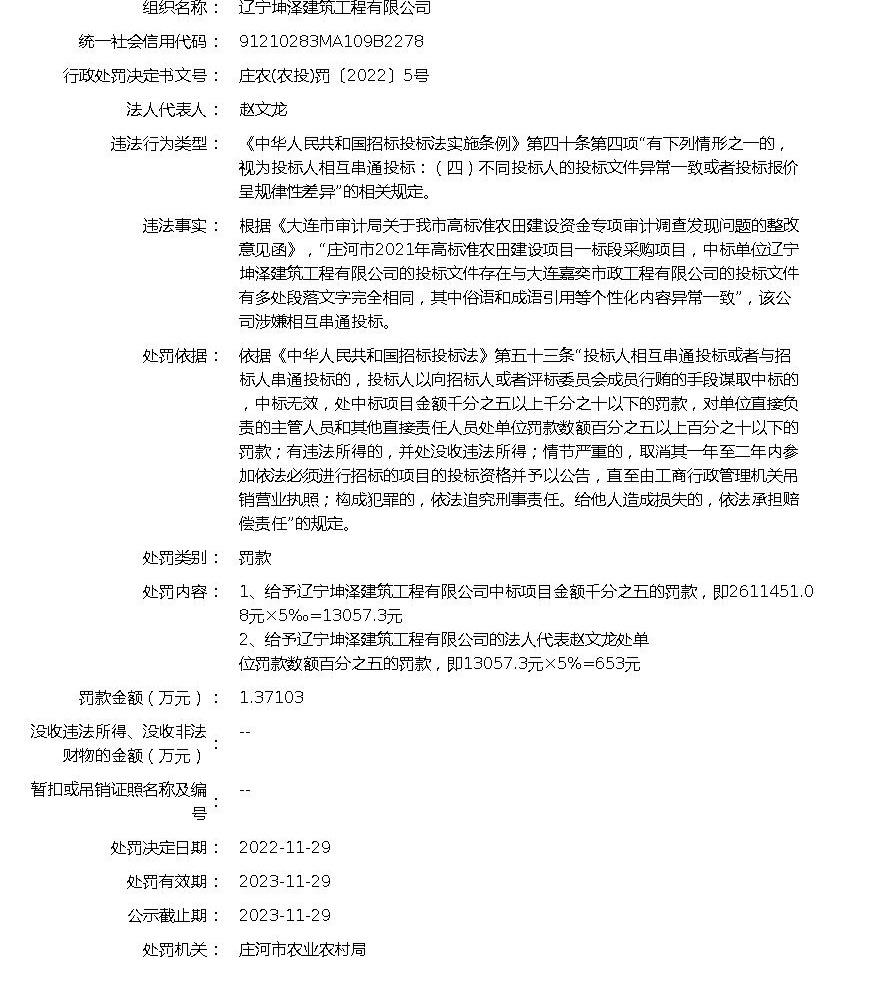 组织名称： 辽宁坤泽建筑工程有限公司
统一社会信用代码： 91210283MA109B2278
行政处罚决定书文号： 庄农(农投)罚〔2022〕5号
法人代表人： 赵文龙
违法行为类型： 《中华人民共和国招标投标法实施条例》第四十条第四项“有下列情形之一的，
视为投标人相互串通投标：（四）不同投标人的投标文件异常一致或者投标报价
呈规律性差异”的相关规定。
违法事实： 根据《大连市审计局关于我市高标准农田建设资金专项审计调查发现问题的整改
意见函》，“庄河市2021年高标准农田建设项目一标段采购项目，中标单位辽宁
坤泽建筑工程有限公司的投标文件存在与大连嘉奕市政工程有限公司的投标文件
有多处段落文字完全相同，其中俗语和成语引用等个性化内容异常一致”，该公
司涉嫌相互串通投标。
处罚依据： 依据《中华人民共和国招标投标法》第五十三条“投标人相互串通投标或者与招
标人串通投标的，投标人以向招标人或者评标委员会成员行贿的手段谋取中标的
，中标无效，处中标项目金额千分之五以上千分之十以下的罚款，对单位直接负
责的主管人员和其他直接责任人员处单位罚款数额百分之五以上百分之十以下的
罚款；有违法所得的，并处没收违法所得；情节严重的，取消其一年至二年内参
加依法必须进行招标的项目的投标资格并予以公告，直至由工商行政管理机关吊
销营业执照；构成犯罪的，依法追究刑事责任。给他人造成损失的，依法承担赔
偿责任”的规定。
处罚类别： 罚款
处罚内容： 1、给予辽宁坤泽建筑工程有限公司中标项目金额千分之五的罚款，即2611451.0
8元×5‰=13057.3元
2、给予辽宁坤泽建筑工程有限公司的法人代表赵文龙处单
位罚款数额百分之五的罚款，即13057.3元×5%=653元
罚款金额（万元）： 1.37103
没收违法所得、没收非法
财物的金额（万元）： --
暂扣或吊销证照名称及编
号： --
处罚决定日期： 2022-11-29
处罚有效期： 2023-11-29
公示截止期： 2023-11-29
处罚机关： 庄河市农业农村局